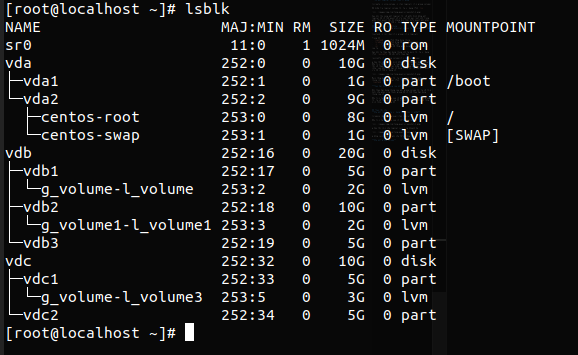 [root@localhost ~]# lsblk
NAME                    MAJ:MIN RM  SIZE RO TYPE MOUNTPOINT
sr0                      11:0    1 1024M  0 rom
vda                     252:0    0   10G  0 disk
├─vda1                  252:1    0    1G  0 part /boot
└─vda2                  252:2    0    9G  0 part
  ├─centos-root         253:0    0    8G  0 lvm  /
  └─centos-swap         253:1    0    1G  0 lvm  [SWAP]
vdb                     252:16   0   20G  0 disk
├─vdb1                  252:17   0    5G  0 part
│ └─g_volume-l_volume   253:2    0    2G  0 lvm
├─vdb2                  252:18   0   10G  0 part
│ └─g_volume1-l_volume1 253:3    0    2G  0 lvm
└─vdb3                  252:19   0    5G  0 part
vdc                     252:32   0   10G  0 disk
├─vdc1                  252:33   0    5G  0 part
│ └─g_volume-l_volume3  253:5    0    3G  0 lvm
└─vdc2                  252:34   0    5G  0 part
[root@localhost ~]#